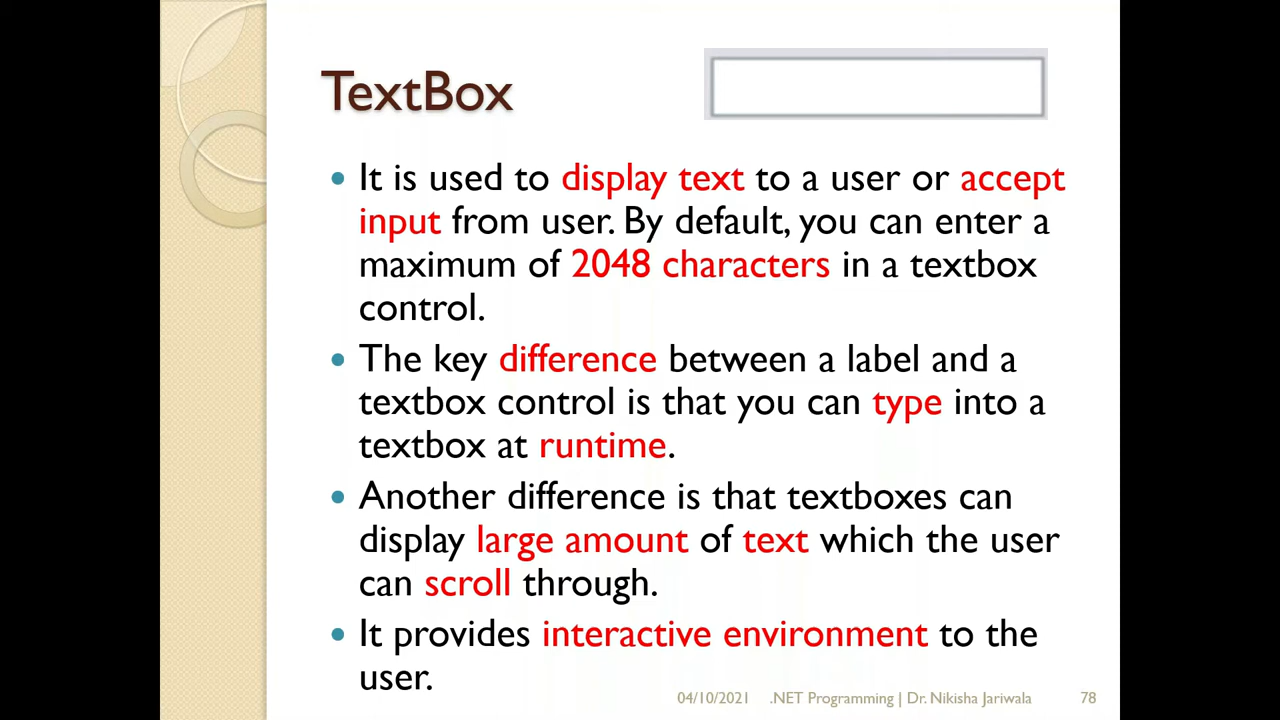 TextBox
• It is used to display text to a user or accept
input from user. By default, you can enter a
maximum of 2048 characters in a textbox
control.
• The key difference between a label and a
textbox control is that you can type into a
textbox at runtime.
• Another difference is that textboxes can
display large amount of text which the user
can scroll through.
• It provides interactive environment to the
user.
04/10/2021 .NET Programming | Dr. Nikisha Jariwala 78